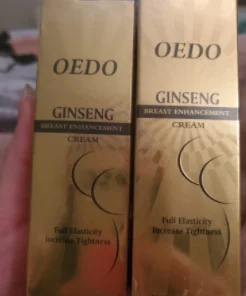 OEDO
GINSENG
BREAST ENHANCEMENT
CREAM
Full Elasticity
Increase Tightness
OEDO
GINSENG
BREAST ENHANCEMENT
CREAM
Full Elasticity
Increase Tightness